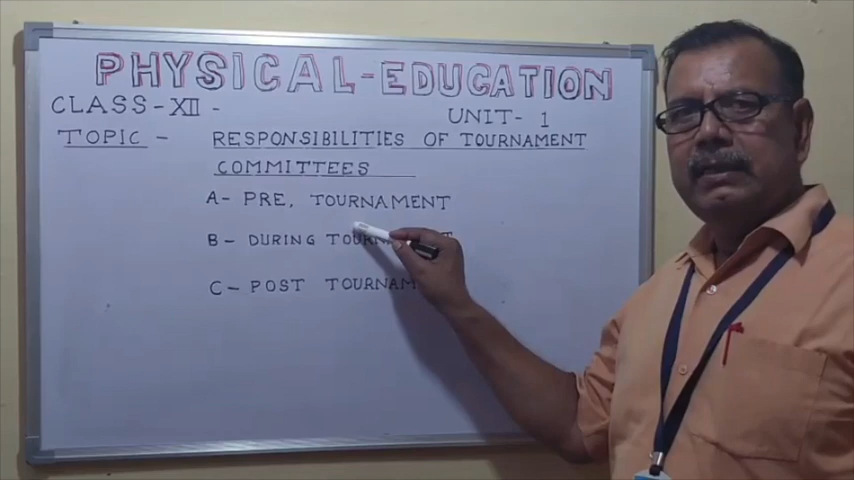 PHYSICAL-EDUCATION
CLASS-XII-
UNIT-1
TOPIC- RESPONSIBILITIES OF TOURNAMENT
COMMITTEES
A- PRE, TOURNAMENT
B- DURING
C- POST